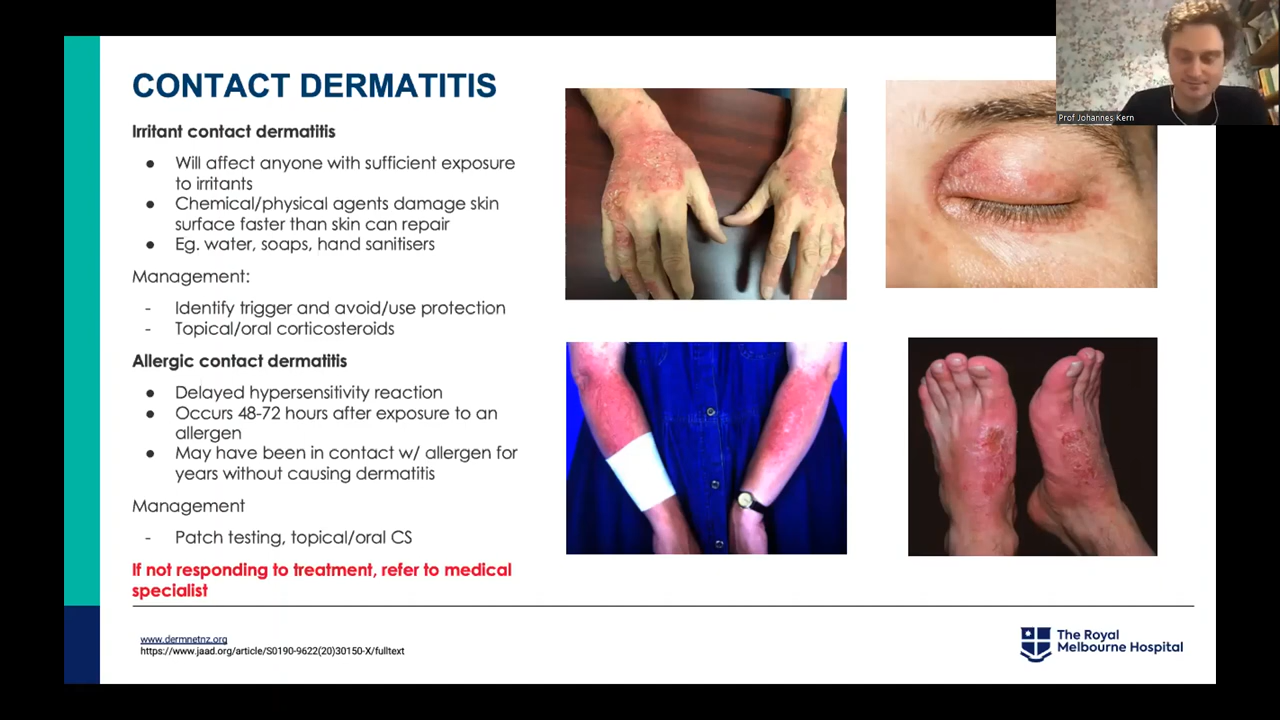 Prof Johannes Kern
CONTACT DERMATITIS
Irritant contact dermatitis
● Will affect anyone with sufficient exposure
to irritants
● Chemical/physical agents damage skin
surface faster than skin can repair
● Eg. water, soaps, hand sanitisers
Management:
- Identify trigger and avoid/use protection
- Topical/oral corticosteroids
Allergic contact dermatitis
● Delayed hypersensitivity reaction
● Occurs 48-72 hours after exposure to an
allergen
● May have been in contact w/ allergen for
years without causing dermatitis
Management
- Patch testing, topical/oral CS
If not responding to treatment, refer to medical
specialist
www.dermnetnz.org
https://www.jaad.org/article/S0190-9622(20)30150-X/fulltext
The Royal
Melbourne Hospital